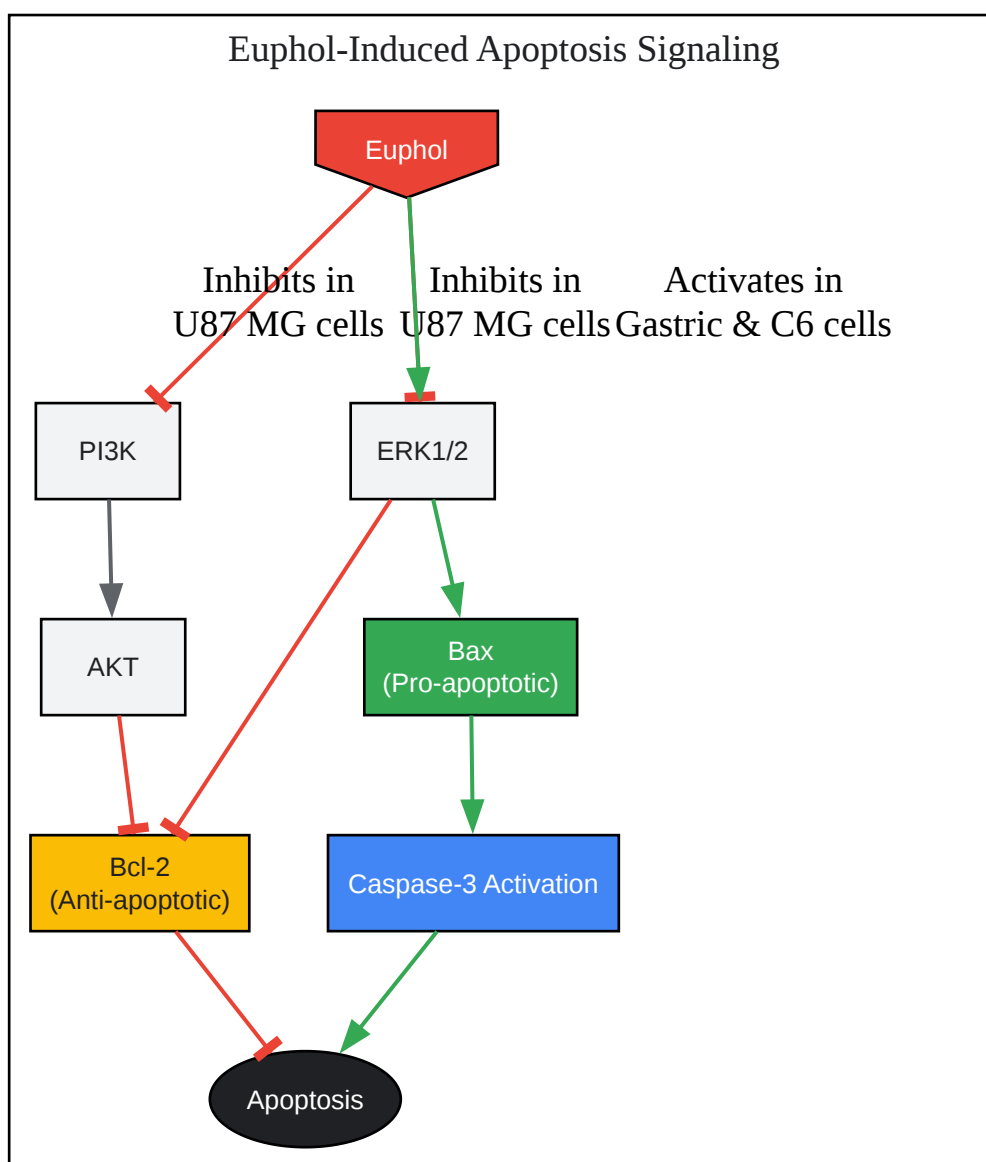 Euphol-Induced Apoptosis Signaling
Euphol
Inhibits in
U87 MG cells
Inhibits in
U87 MG cells
Activates in
Gastric & C6 cells
PI3K
ERK1/2
AKT
Bax
(Pro-apoptotic)
Bcl-2
(Anti-apoptotic)
Caspase-3 Activation
Apoptosis